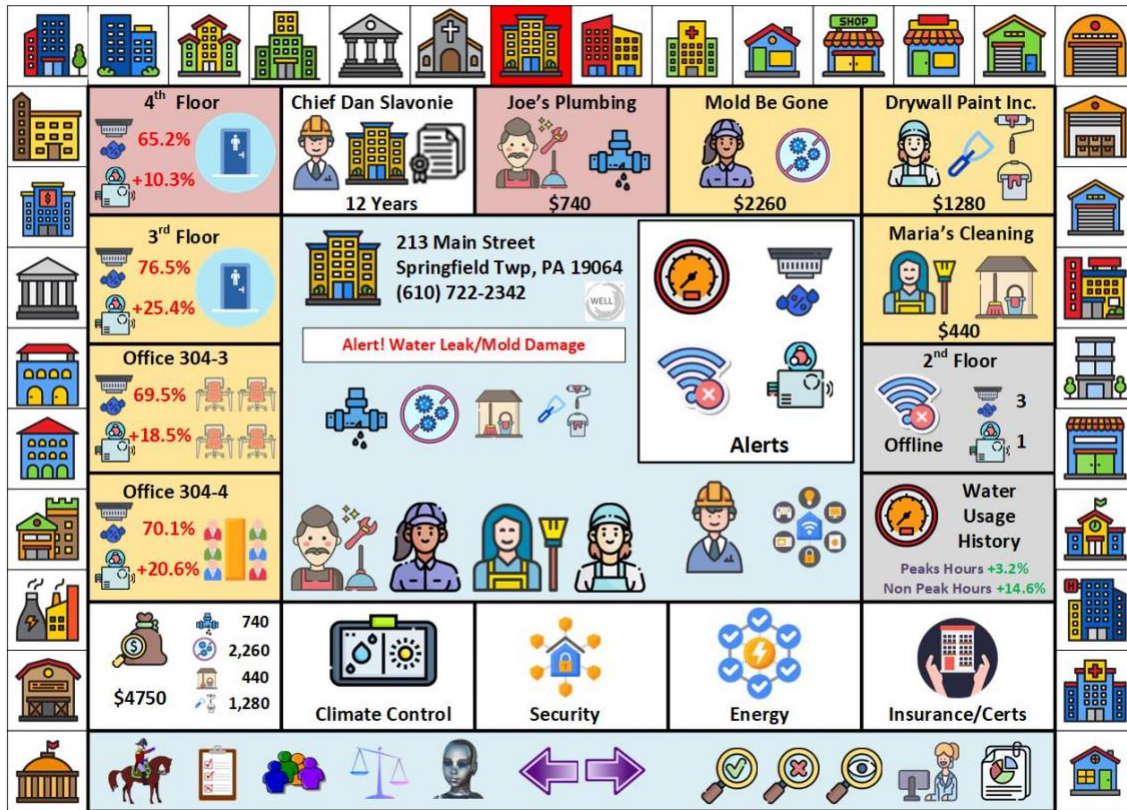 SHOP
4th Floor
65.2%
+10.3%
Chief Dan Slavonie
12 Years
Joe's Plumbing
$740
Mold Be Gone
$2260
Drywall Paint Inc.
$1280
3rd Floor
76.5%
+25.4%
213 Main Street
Springfield Twp, PA 19064
(610) 722-2342
WELL
Alert! Water Leak/Mold Damage
Alerts
Maria's Cleaning
$440
Office 304-3
69.5%
+18.5%
2nd Floor
Offline
3
1
Office 304-4
70.1%
+20.6%
Water
Usage
History
Peaks Hours +3.2%
Non Peak Hours +14.6%
H
$
$4750
740
2,260
440
1,280
Climate Control
Security
Energy
Insurance/Certs